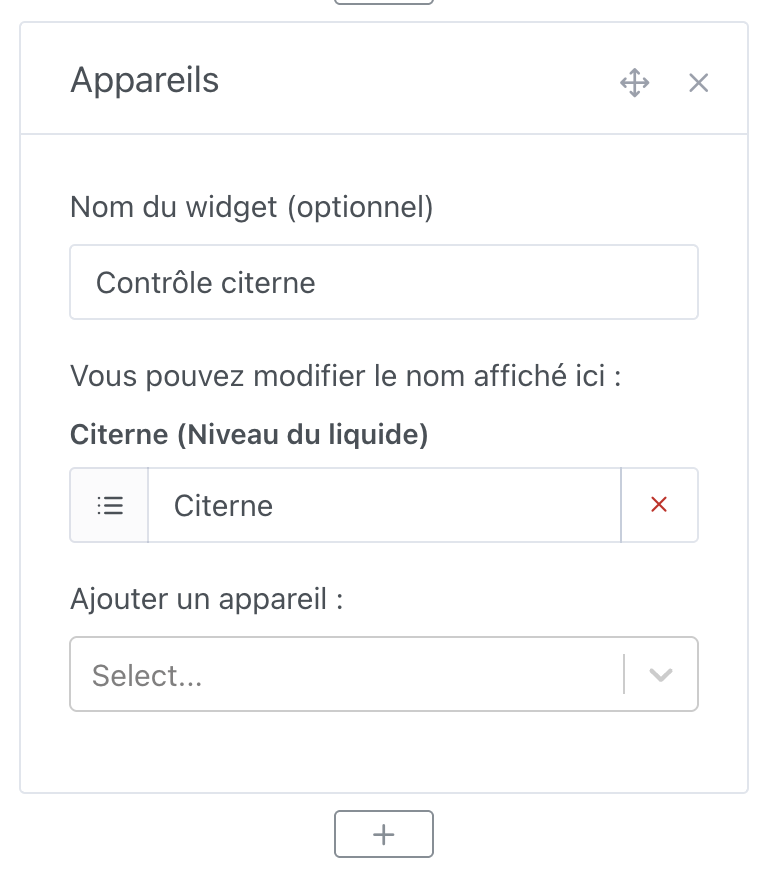 Appareils
Nom du widget (optionnel)
Contrôle citerne
Vous pouvez modifier le nom affiché ici :
Citerne (Niveau du liquide)
Citerne
Ajouter un appareil :
Select...